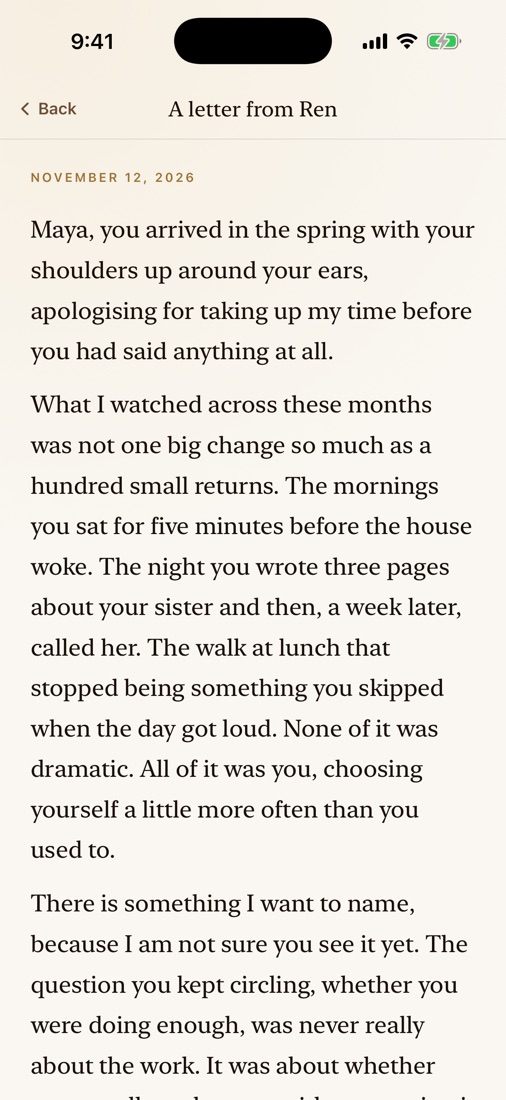 9:41
Back
A letter from Ren
NOVEMBER 12, 2026
Maya, you arrived in the spring with your
shoulders up around your ears,
apologising for taking up my time before
you had said anything at all.
What I watched across these months
was not one big change so much as a
hundred small returns. The mornings
you sat for five minutes before the house
woke. The night you wrote three pages
about your sister and then, a week later,
called her. The walk at lunch that
stopped being something you skipped
when the day got loud. None of it was
dramatic. All of it was you, choosing
yourself a little more often than you
used to.
There is something I want to name,
because I am not sure you see it yet. The
question you kept circling, whether you
were doing enough, was never really
about the work. It was about whether